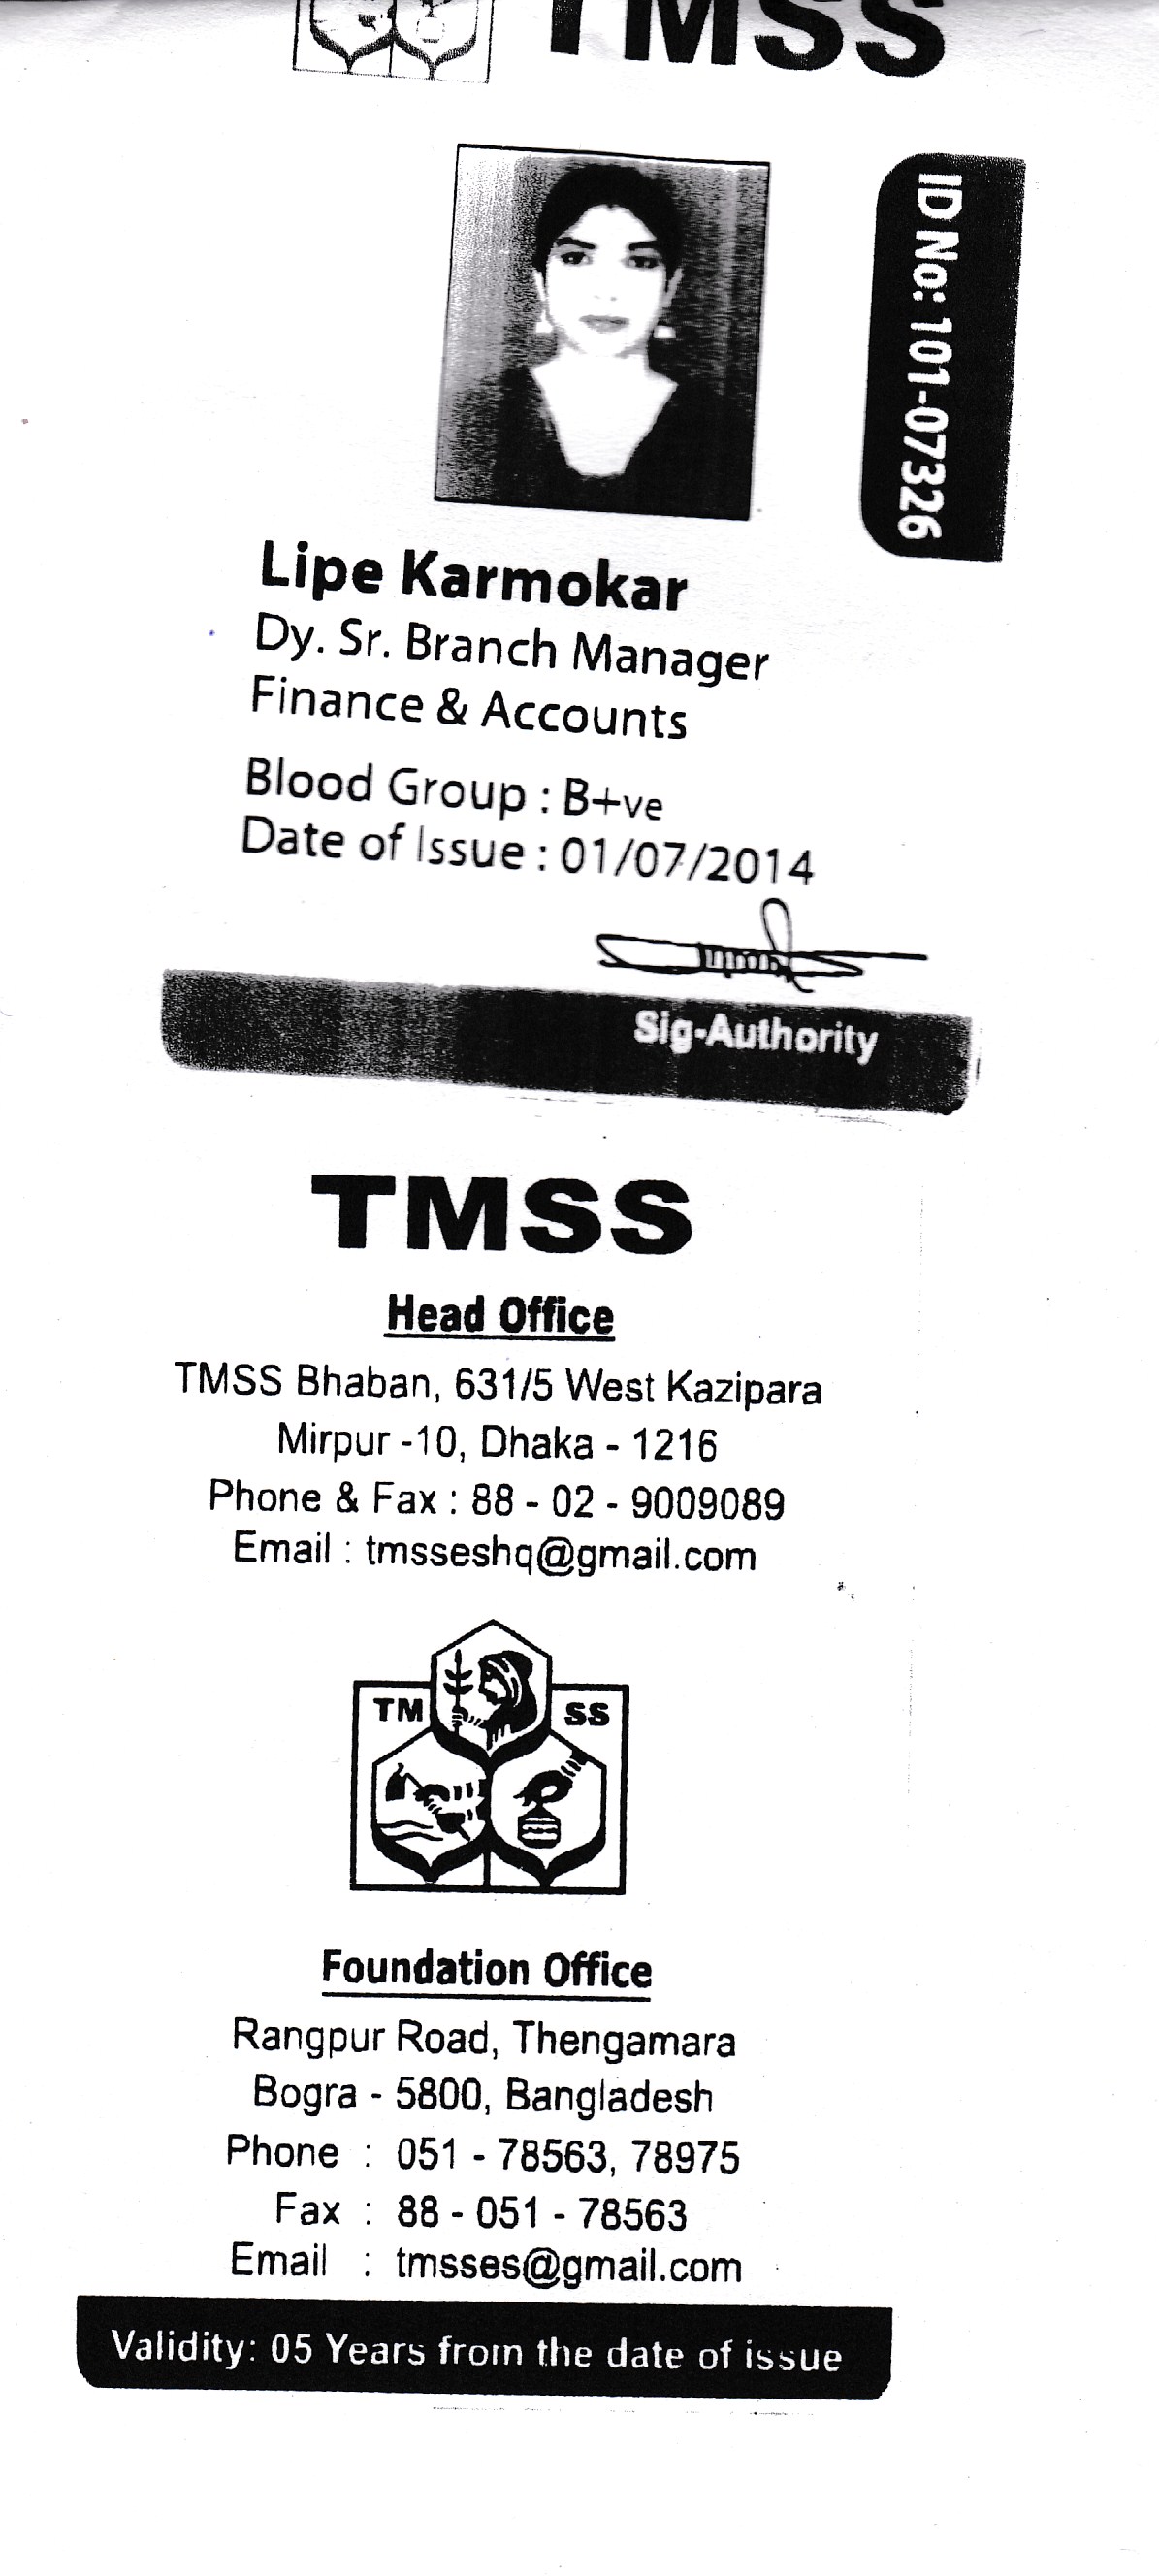 TMSS
ID No: 101-07326
Lipe Karmokar
Dy. Sr. Branch Manager
Finance & Accounts
Blood Group : B+ve
Date of Issue : 01/07/2014
Sig-Authority
TMSS
Head Office
TMSS Bhaban, 631/5 West Kazipara
Mirpur -10, Dhaka - 1216
Phone & Fax : 88 - 02 - 9009089
Email : tmsseshq@gmail.com
TM SS
Foundation Office
Rangpur Road, Thengamara
Bogra - 5800, Bangladesh
Phone : 051 - 78563, 78975
Fax : 88 - 051 - 78563
Email : tmsses@gmail.com
Validity: 05 Years from the date of issue